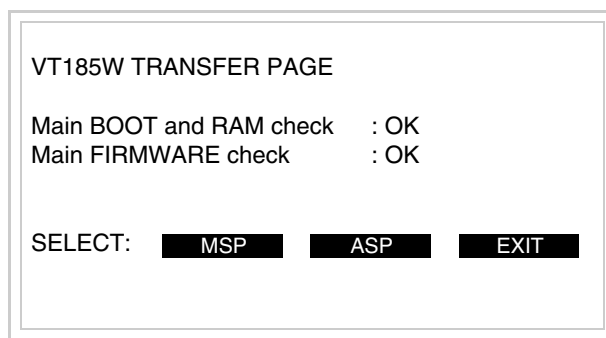 VT185W TRANSFER PAGE
Main BOOT and RAM check : OK
Main FIRMWARE check : OK
SELECT: MSP ASP EXIT